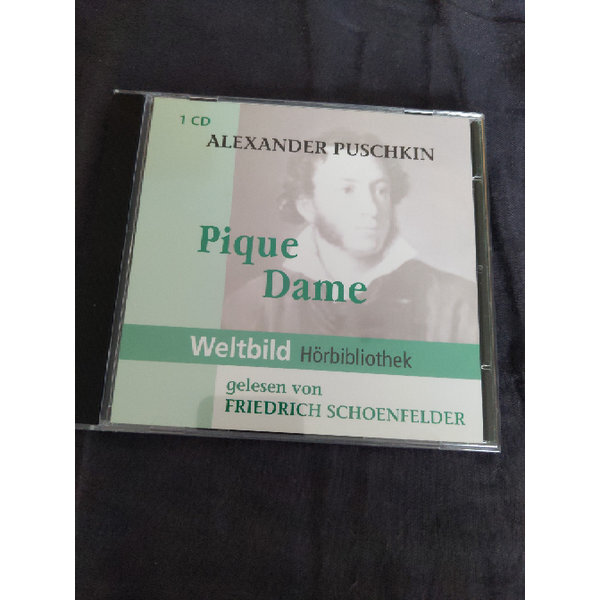 1 CD
ALEXANDER PUSCHKIN
Pique
Dame
Weltbild Hörbibliothek
gelesen von
FRIEDRICH SCHOENFELDER